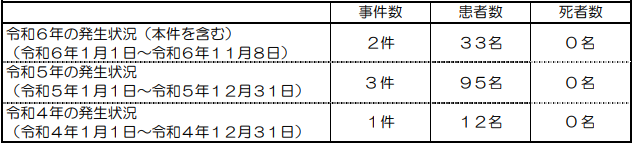 事件数 患者数 死者数
令和６年の発生状況（本件を含む）
（令和６年１月１日～令和６年１１月８日） ２件 ３３名 ０名
令和５年の発生状況
（令和５年１月１日～令和５年１２月３１日） ３件 ９５名 ０名
令和４年の発生状況
（令和４年１月１日～令和４年１２月３１日） １件 １２名 ０名